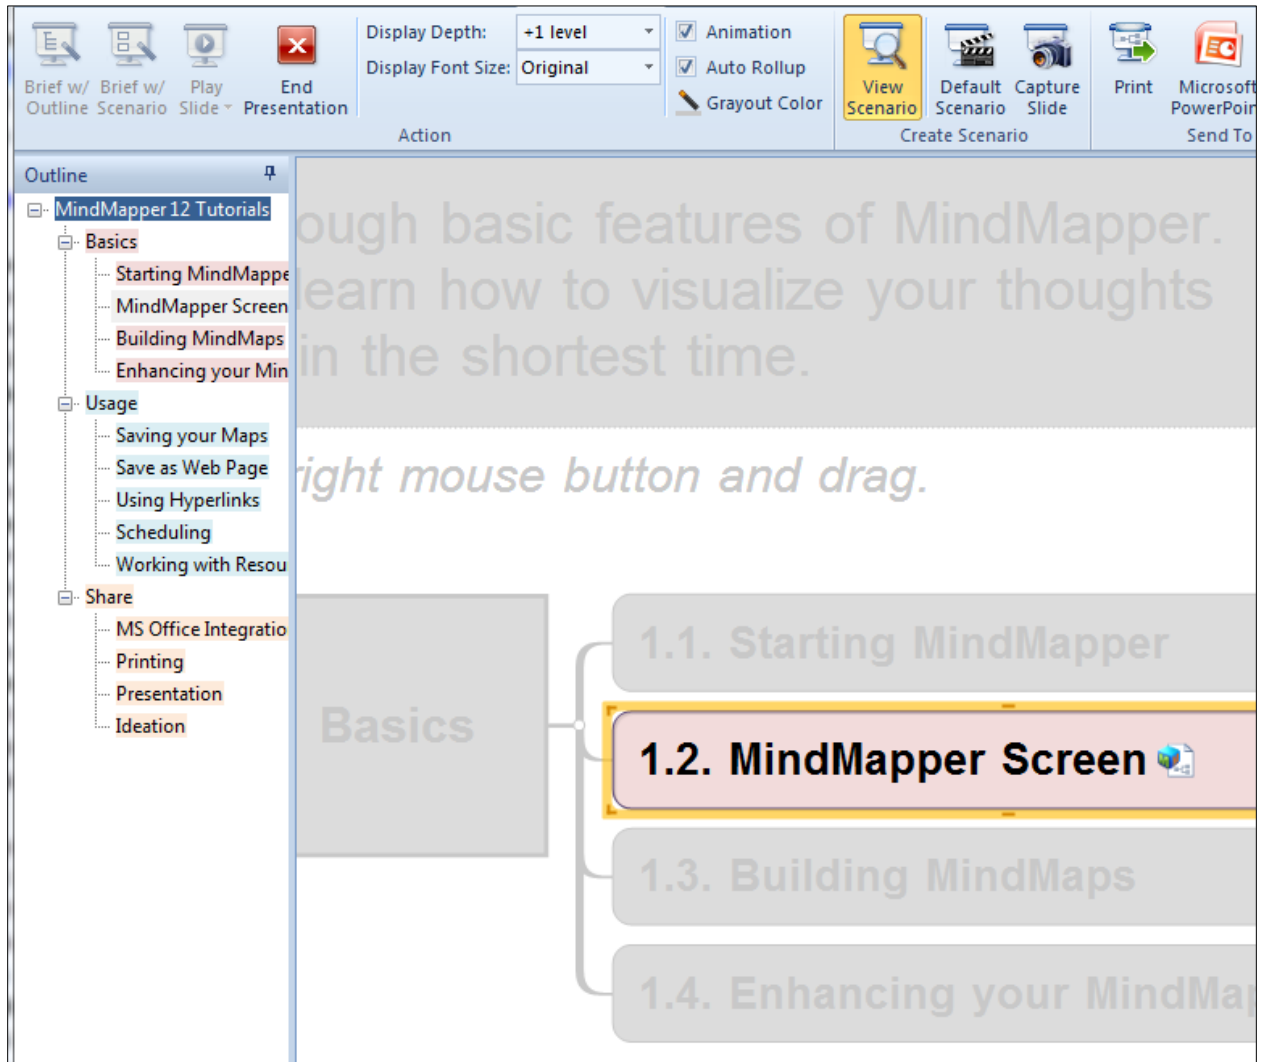 Brief w/ Outline
Brief w/ Scenario
Play Slide
End Presentation
Display Depth: +1 level
Display Font Size: Original
Animation
Auto Rollup
Grayout Color
Action
View Scenario
Default Scenario
Capture Slide
Create Scenario
Print
Microsoft
PowerPoin
Send To
Outline
MindMapper 12 Tutorials
Basics
Starting MindMappe
MindMapper Screen
Building MindMaps
Enhancing your Min
Usage
Saving your Maps
Save as Web Page
Using Hyperlinks
Scheduling
Working with Resou
Share
MS Office Integratio
Printing
Presentation
Ideation
ough basic features of MindMapper.
learn how to visualize your thoughts
in the shortest time.
right mouse button and drag.
Basics
1.1. Starting MindMapper
1.2. MindMapper Screen
1.3. Building MindMaps
1.4. Enhancing your MindMap